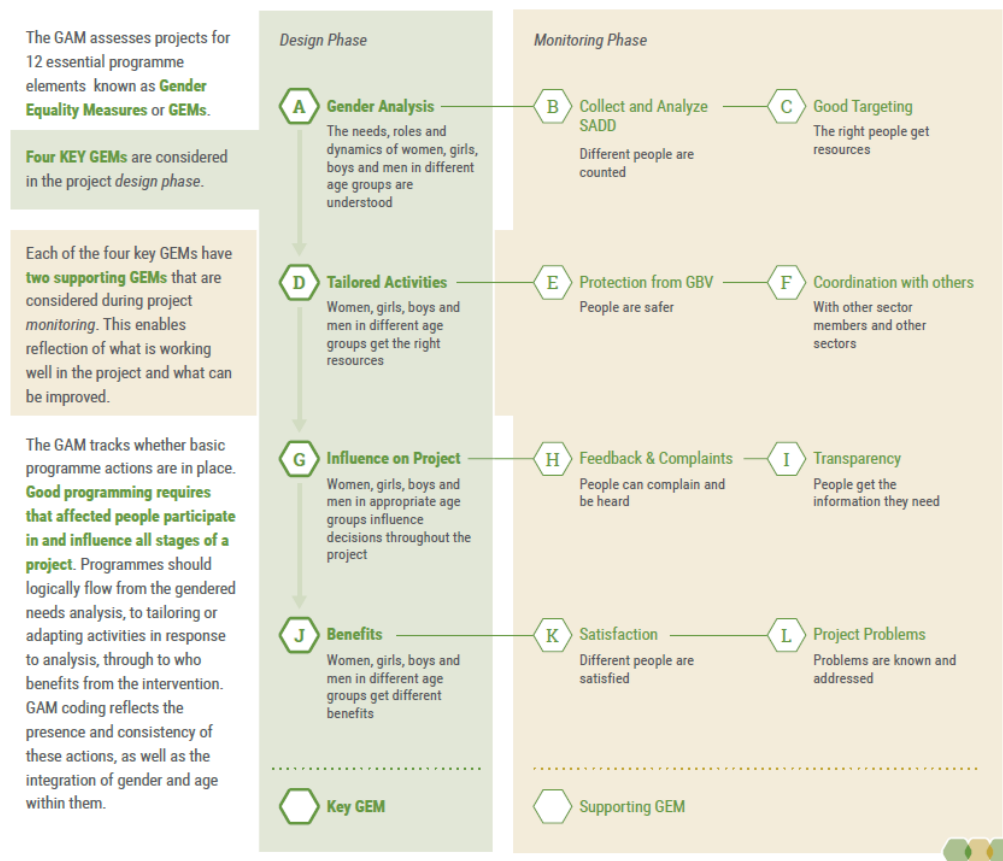 The GAM assesses projects for
12 essential programme
elements known as Gender
Equality Measures or GEMs.
Four KEY GEMs are considered
in the project design phase.
Each of the four key GEMs have
two supporting GEMs that are
considered during project
monitoring. This enables
reflection of what is working
well in the project and what can
be improved.
The GAM tracks whether basic
programme actions are in place.
Good programming requires
that affected people participate
in and influence all stages of a
project. Programmes should
logically flow from the gendered
needs analysis, to tailoring or
adapting activities in response
to analysis, through to who
benefits from the intervention.
GAM coding reflects the
presence and consistency of
these actions, as well as the
integration of gender and age
within them.
Design Phase
Monitoring Phase
A
Gender Analysis
The needs, roles and
dynamics of women, girls,
boys and men in different
age groups are
understood
B
Collect and Analyze
SADD
Different people are
counted
C
Good Targeting
The right people get
resources
D
Tailored Activities
Women, girls, boys and
men in different age
groups get the right
resources
E
Protection from GBV
People are safer
F
Coordination with others
With other sector
members and other
sectors
G
Influence on Project
Women, girls, boys and
men in appropriate age
groups influence
decisions throughout the
project
H
Feedback & Complaints
People can complain and
be heard
I
Transparency
People get the
information they need
J
Benefits
Women, girls, boys and
men in different age
groups get different
benefits
K
Satisfaction
Different people are
satisfied
L
Project Problems
Problems are known and
addressed
Key GEM
Supporting GEM